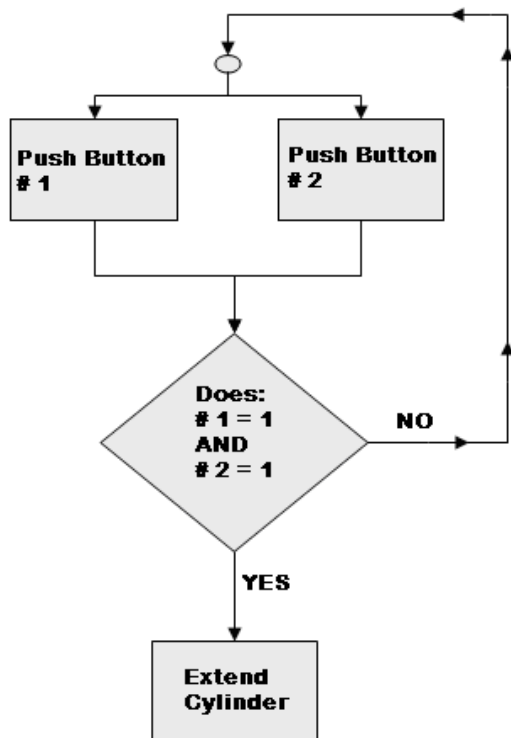 Push Button
# 1
Push Button
# 2
Does:
# 1 = 1
AND
# 2 = 1
NO
YES
Extend
Cylinder